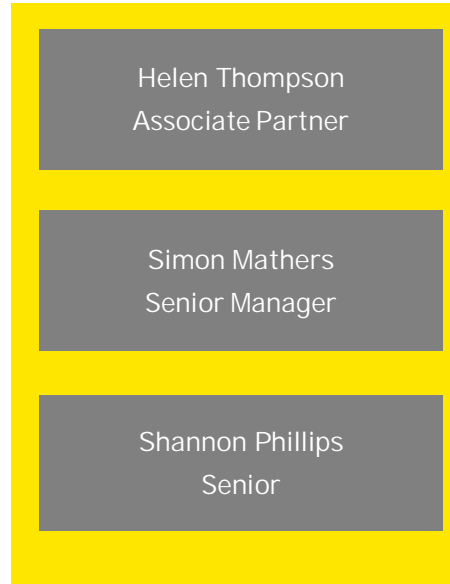 Helen Thompson
Associate Partner
Simon Mathers
Senior Manager
Shannon Phillips
Senior